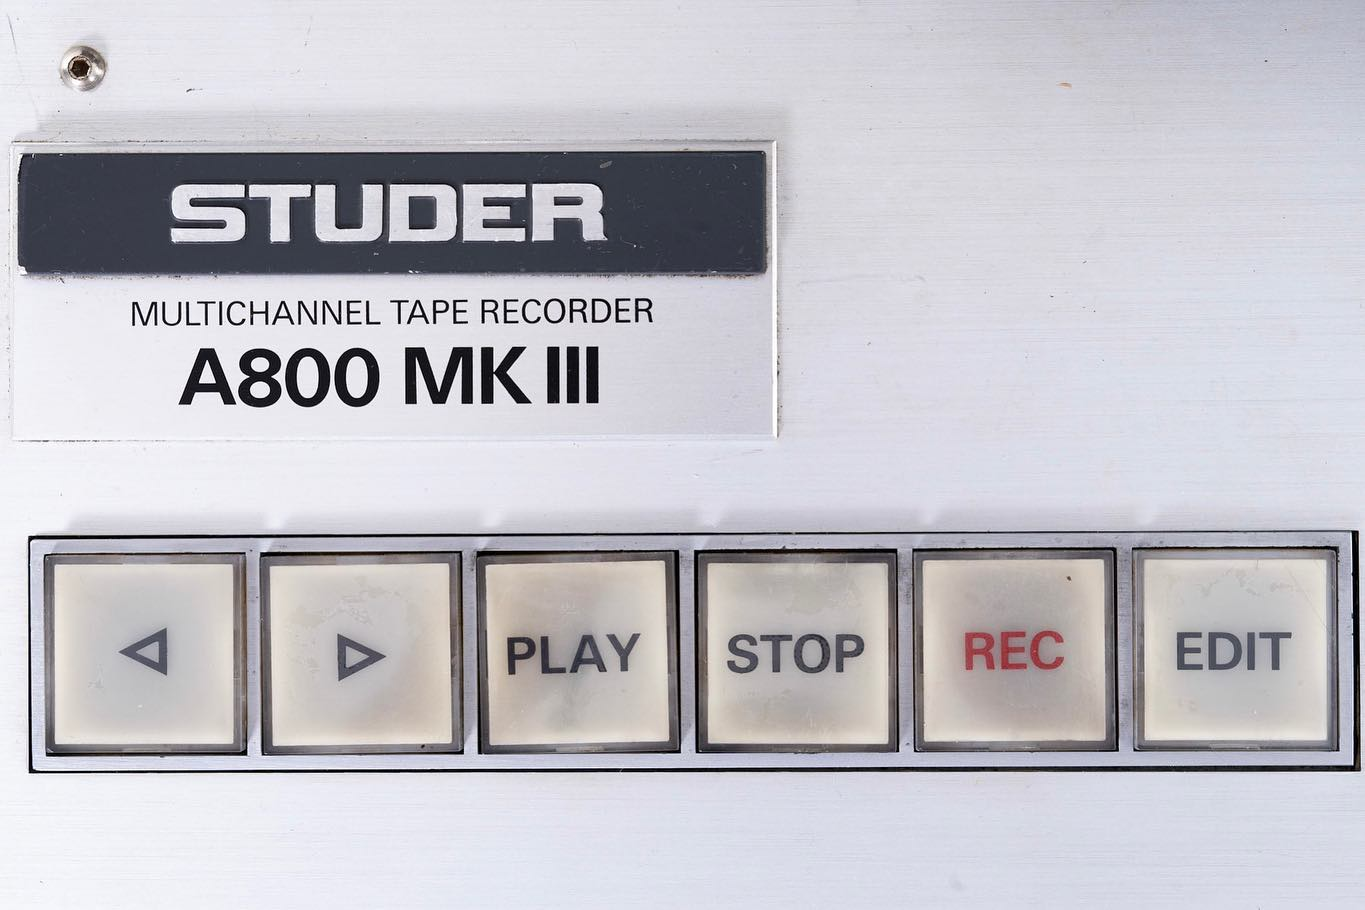 STUDER
MULTICHANNEL TAPE RECORDER
A800 MK III
PLAY STOP REC EDIT